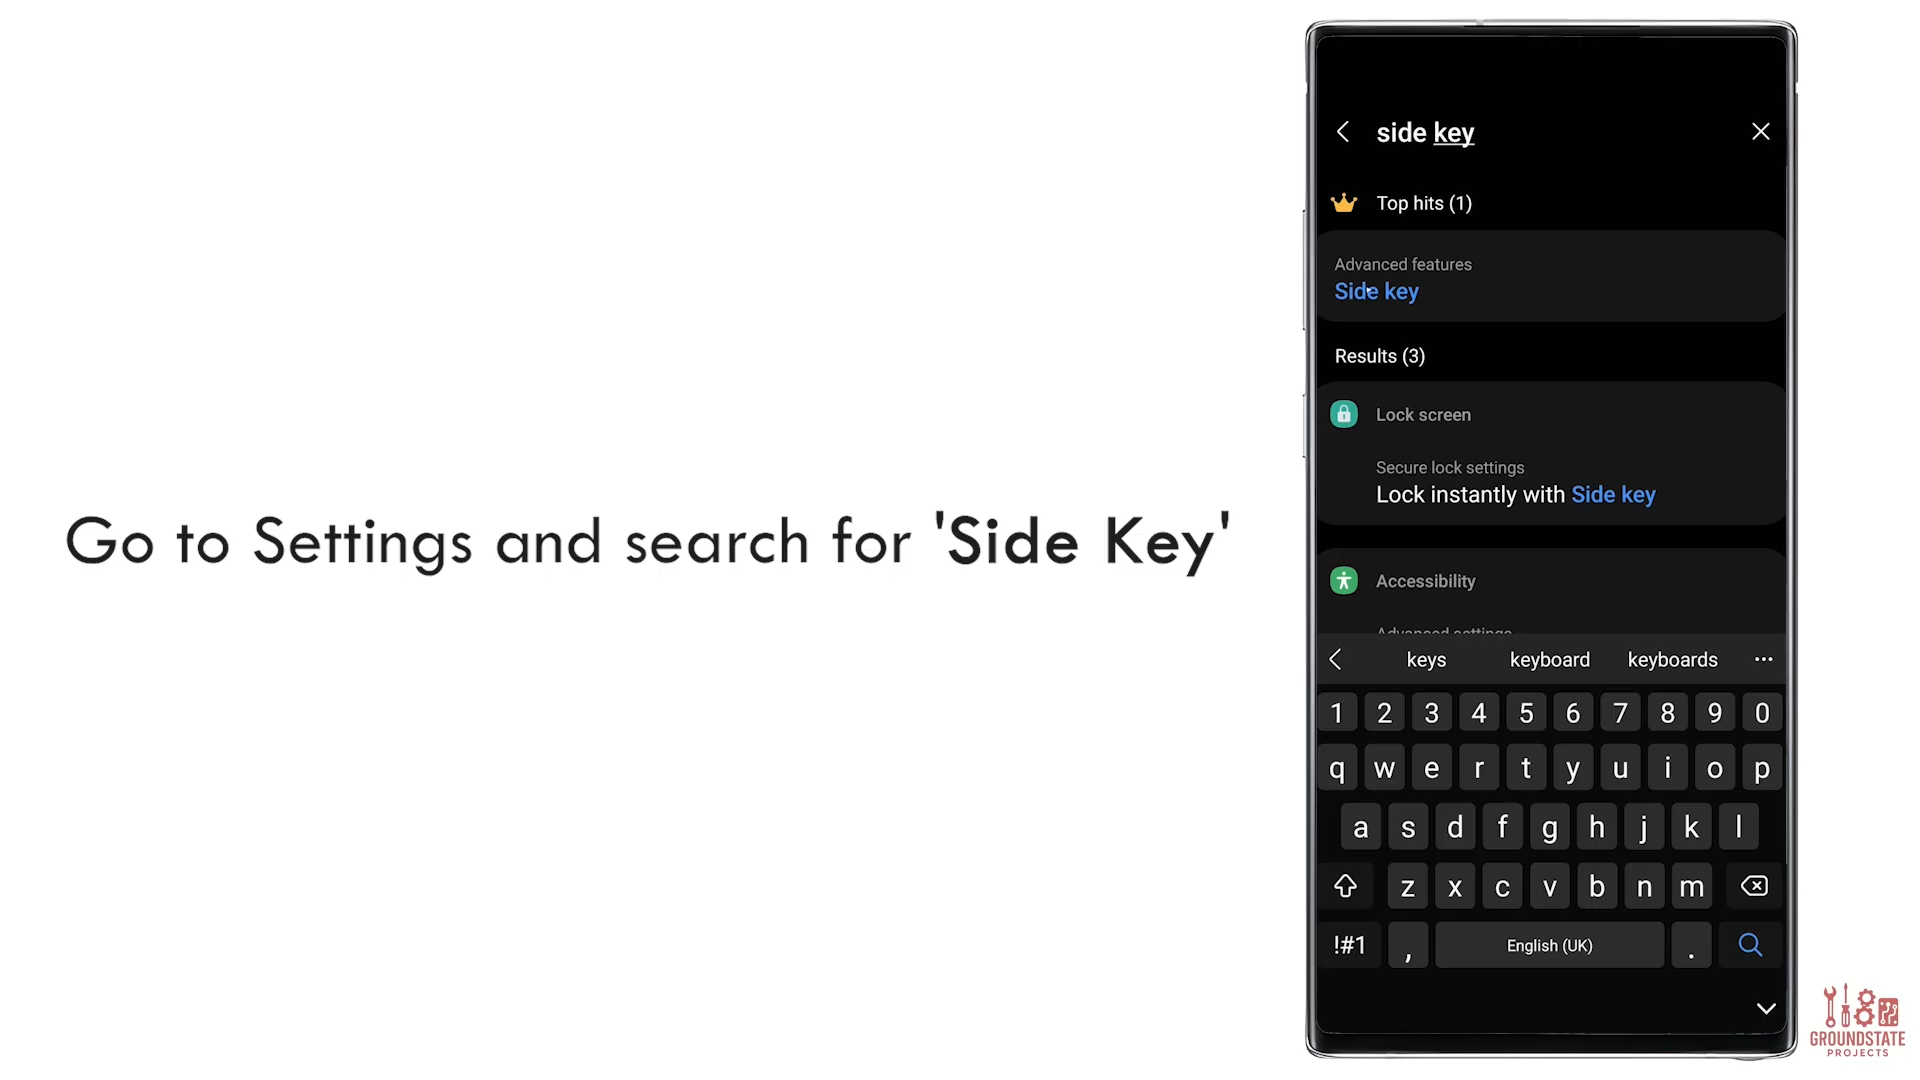 Go to Settings and search for 'Side Key'
side key
Top hits (1)
Advanced features
Side key
Results (3)
Lock screen
Secure lock settings
Lock instantly with Side key
Accessibility
Advanced settings
keys keyboard keyboards ...
1 2 3 4 5 6 7 8 9 0
q w e r t y u i o p
a s d f g h j k l
z x c v b n m
!#1 , English (UK) .
GROUNDSTATE
PROJECTS